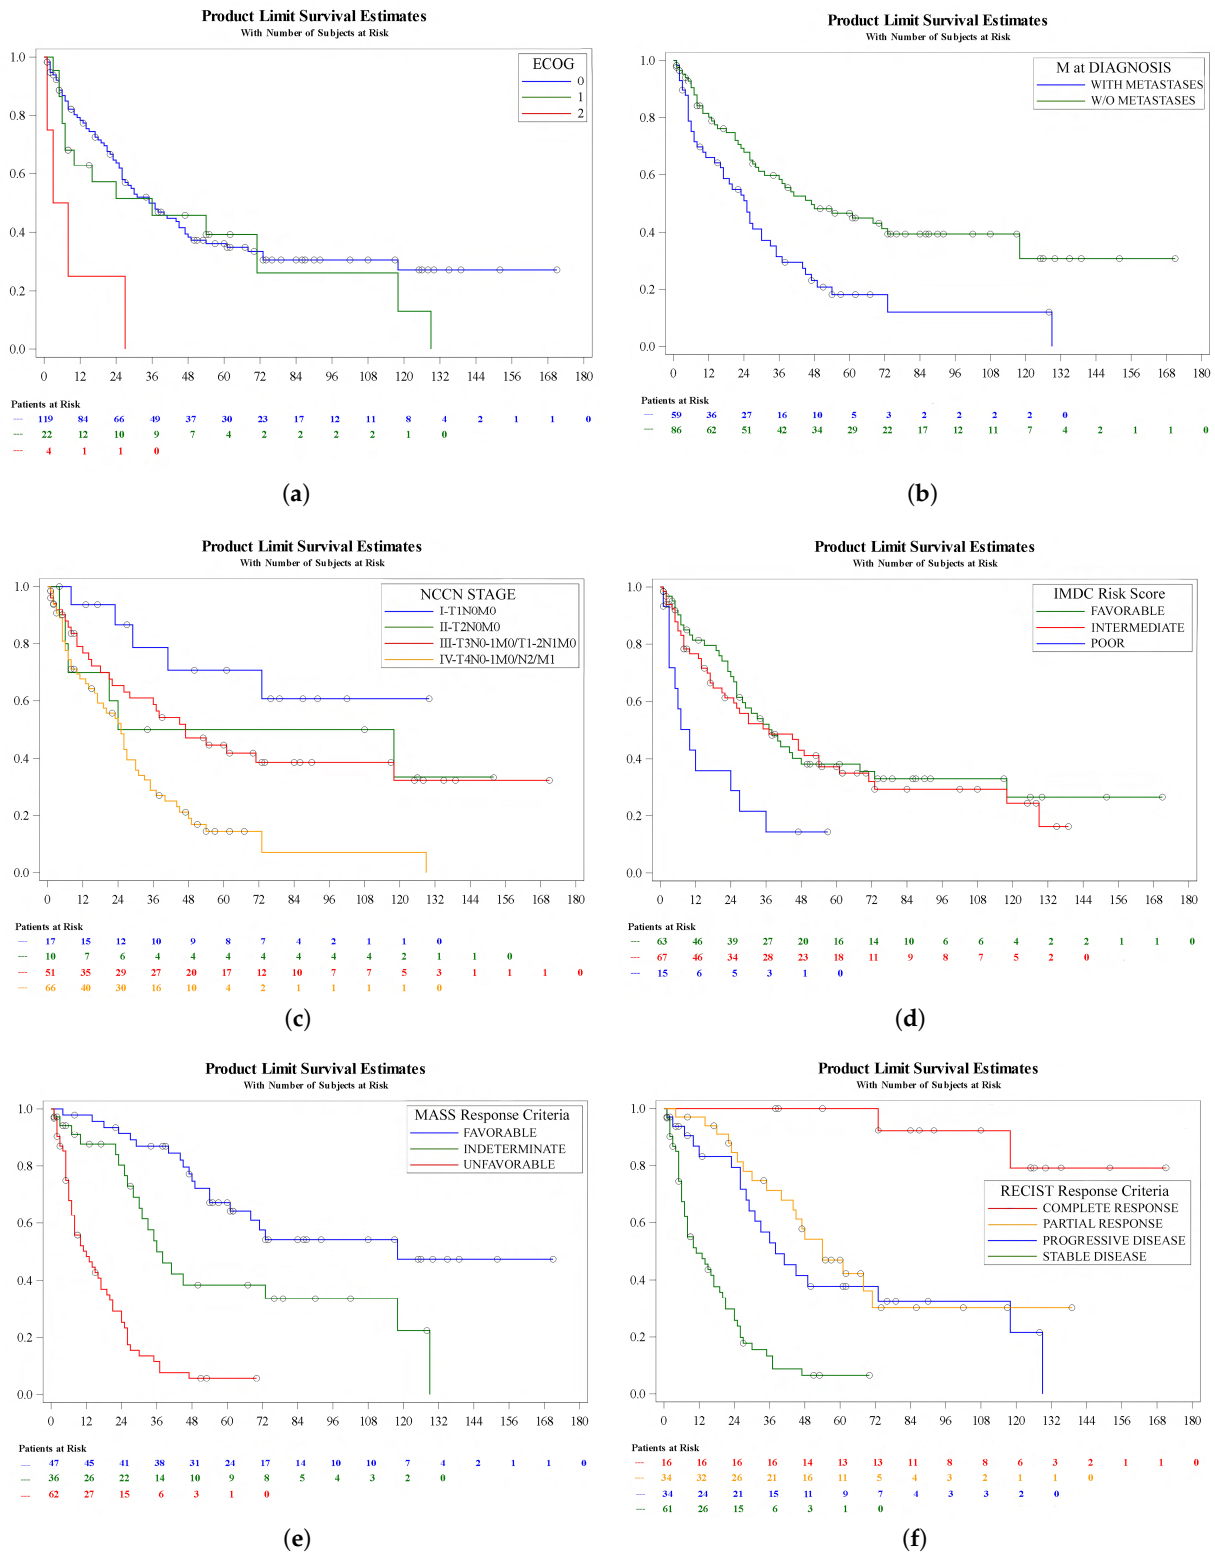 Product Limit Survival Estimates
With Number of Subjects at Risk
ECOG
0
1
2
1.0
0.8
0.6
0.4
0.2
0.0
0 12 24 36 48 60 72 84 96 108 120 132 144 156 168 180
Patients at Risk
119 84 66 49 37 30 23 17 12 11 8 4 2 1 1 0
22 12 10 9 7 4 2 2 2 2 1 0
4 1 1 0
(a)
Product Limit Survival Estimates
With Number of Subjects at Risk
M at DIAGNOSIS
WITH METASTASES
W/O METASTASES
1.0
0.8
0.6
0.4
0.2
0.0
0 12 24 36 48 60 72 84 96 108 120 132 144 156 168 180
Patients at Risk
59 36 27 16 10 5 3 2 2 2 2 0
86 62 51 42 34 29 22 17 12 11 7 4 2 1 1 0
(b)
Product Limit Survival Estimates
With Number of Subjects at Risk
NCCN STAGE
I-T1N0M0
II-T2N0M0
III-T3N0-1M0/T1-2N1M0
IV-T4N0-1M0/N2/M1
1.0
0.8
0.6
0.4
0.2
0.0
0 12 24 36 48 60 72 84 96 108 120 132 144 156 168 180
Patients at Risk
17 15 12 10 9 8 7 4 2 1 1 0
10 7 6 4 4 4 4 4 4 4 2 1 1 0
51 35 29 27 20 17 12 10 7 7 5 3 1 1 1 0
66 40 30 16 10 4 2 1 1 1 1 0
(c)
Product Limit Survival Estimates
With Number of Subjects at Risk
IMDC Risk Score
FAVORABLE
INTERMEDIATE
POOR
1.0
0.8
0.6
0.4
0.2
0.0
0 12 24 36 48 60 72 84 96 108 120 132 144 156 168 180
Patients at Risk
63 46 39 27 20 16 14 10 6 6 4 2 2 1 1 0
67 46 34 28 23 18 11 9 8 7 5 2 0
15 6 5 3 1 0
(d)
Product Limit Survival Estimates
With Number of Subjects at Risk
MASS Response Criteria
FAVORABLE
INDETERMINATE
UNFAVORABLE
1.0
0.8
0.6
0.4
0.2
0.0
0 12 24 36 48 60 72 84 96 108 120 132 144 156 168 180
Patients at Risk
47 45 41 38 31 24 17 14 10 10 7 4 2 1 1 0
36 26 22 14 10 9 8 5 4 3 2 0
62 27 15 6 3 1 0
(e)
Product Limit Survival Estimates
With Number of Subjects at Risk
RECIST Response Criteria
COMPLETE RESPONSE
PARTIAL RESPONSE
PROGRESSIVE DISEASE
STABLE DISEASE
1.0
0.8
0.6
0.4
0.2
0.0
0 12 24 36 48 60 72 84 96 108 120 132 144 156 168 180
Patients at Risk
16 16 16 16 14 13 13 11 8 8 6 3 2 1 1 0
34 32 26 21 16 11 5 4 3 2 1 1 0
34 24 21 15 11 9 7 4 3 3 2 0
61 26 15 6 3 1 0
(f)